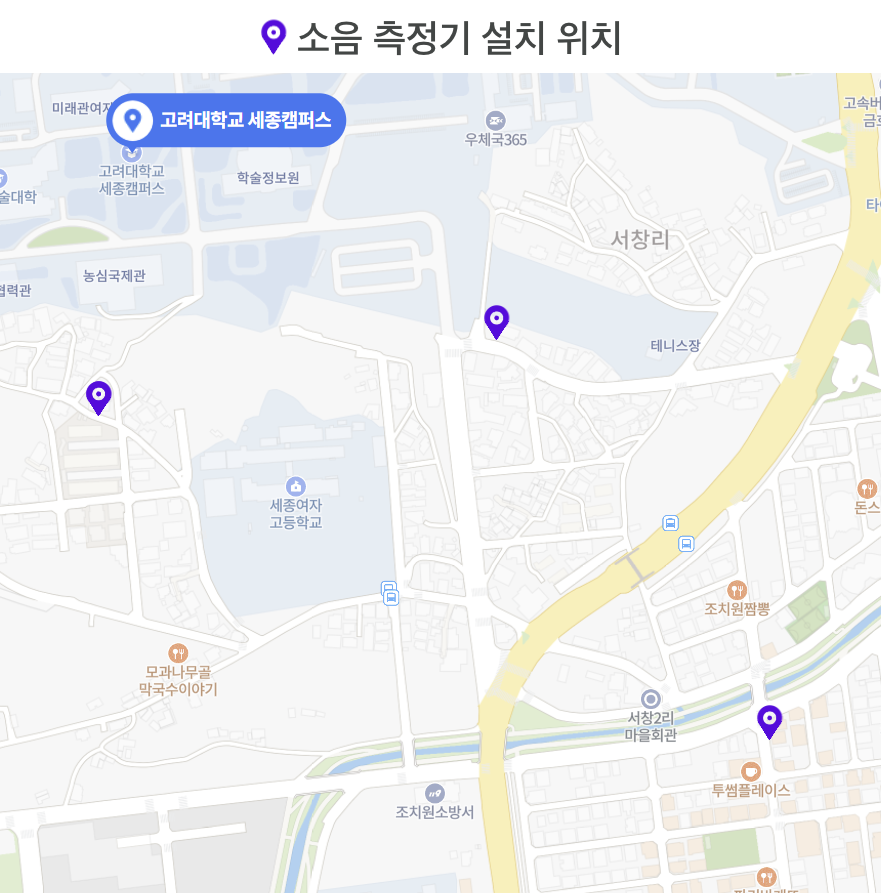 소음 측정기 설치 위치
미래관여자
고려대학교 세종캠퍼스
고속버
금호
우체국365
고려대학교
세종캠퍼스
학술정보원
술대학
타이
서창리
농심국제관
협력관
테니스장
세종여자
고등학교
돈스
조치원짬뽕
모과나무골
막국수이야기
서창2리
마을회관
투썸플레이스
조치원소방서